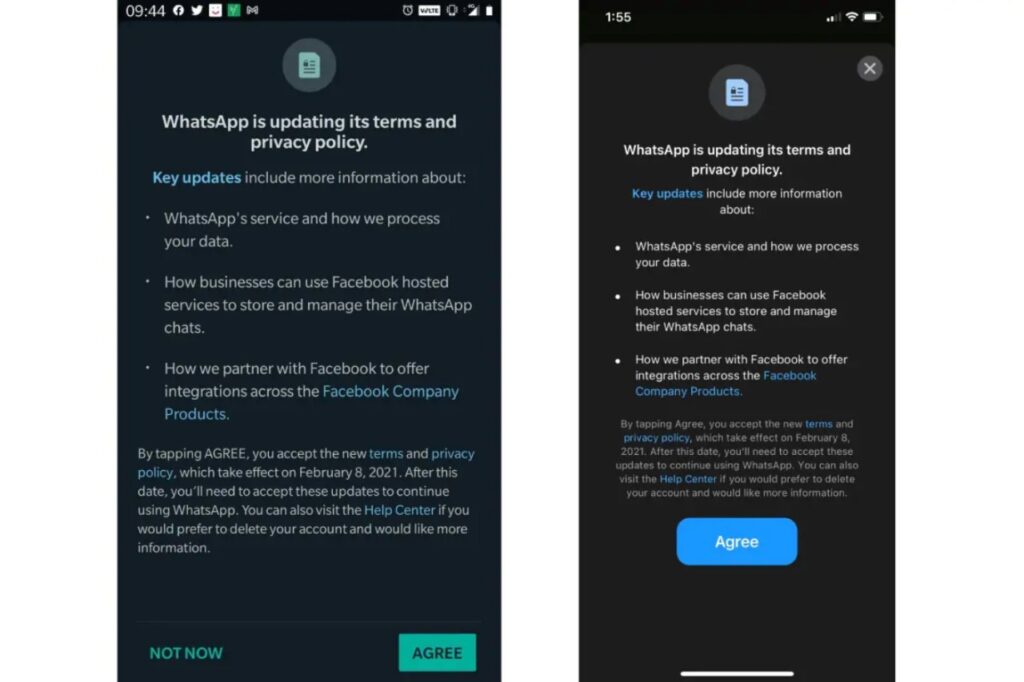 09:44
VoLTE
4G
WhatsApp is updating its terms and
privacy policy.
Key updates include more information about:
• WhatsApp's service and how we process
your data.
• How businesses can use Facebook hosted
services to store and manage their WhatsApp
chats.
• How we partner with Facebook to offer
integrations across the Facebook Company
Products.
By tapping AGREE, you accept the new terms and privacy
policy, which take effect on February 8, 2021. After this
date, you'll need to accept these updates to continue
using WhatsApp. You can also visit the Help Center if you
would prefer to delete your account and would like more
information.
NOT NOW
AGREE
1:55
WhatsApp is updating its terms and
privacy policy.
Key updates include more information
about:
• WhatsApp's service and how we process
your data.
• How businesses can use Facebook
hosted services to store and manage
their WhatsApp chats.
• How we partner with Facebook to offer
integrations across the Facebook
Company Products.
By tapping Agree, you accept the new terms and
privacy policy, which take effect on February 8,
2021. After this date, you'll need to accept these
updates to continue using WhatsApp. You can also
visit the Help Center if you would prefer to delete
your account and would like more information.
Agree